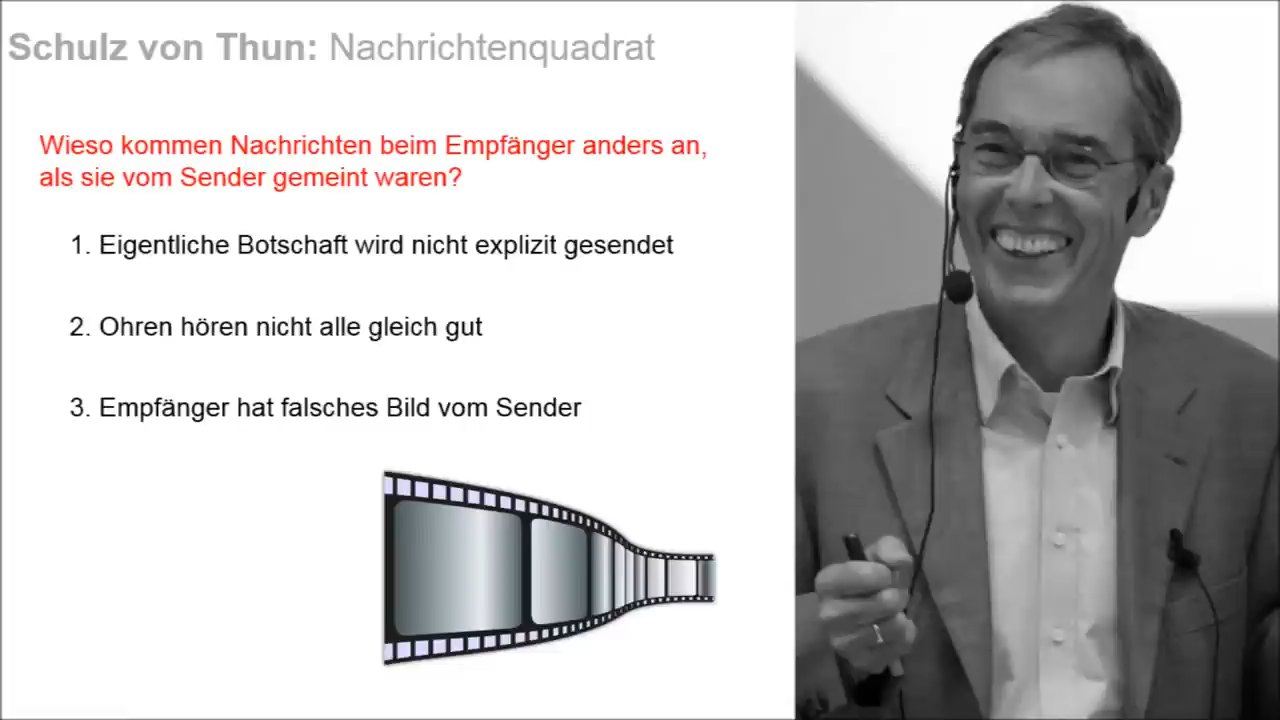 Schulz von Thun: Nachrichtenquadrat
Wieso kommen Nachrichten beim Empfänger anders an,
als sie vom Sender gemeint waren?
1. Eigentliche Botschaft wird nicht explizit gesendet
2. Ohren hören nicht alle gleich gut
3. Empfänger hat falsches Bild vom Sender